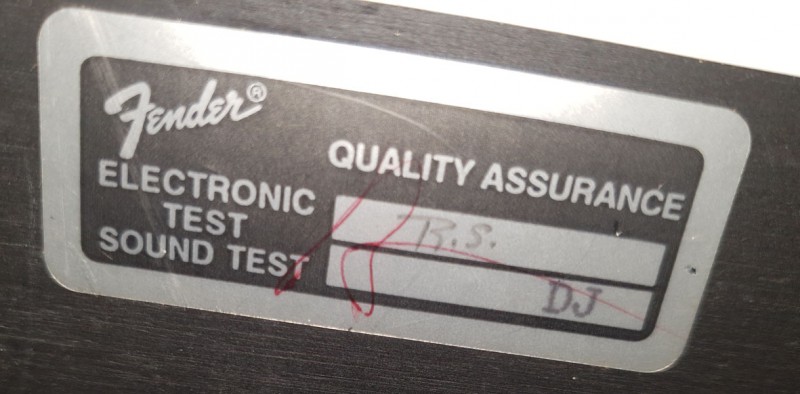 Fender®
QUALITY ASSURANCE
ELECTRONIC
TEST
R.S.
SOUND TEST
DJ